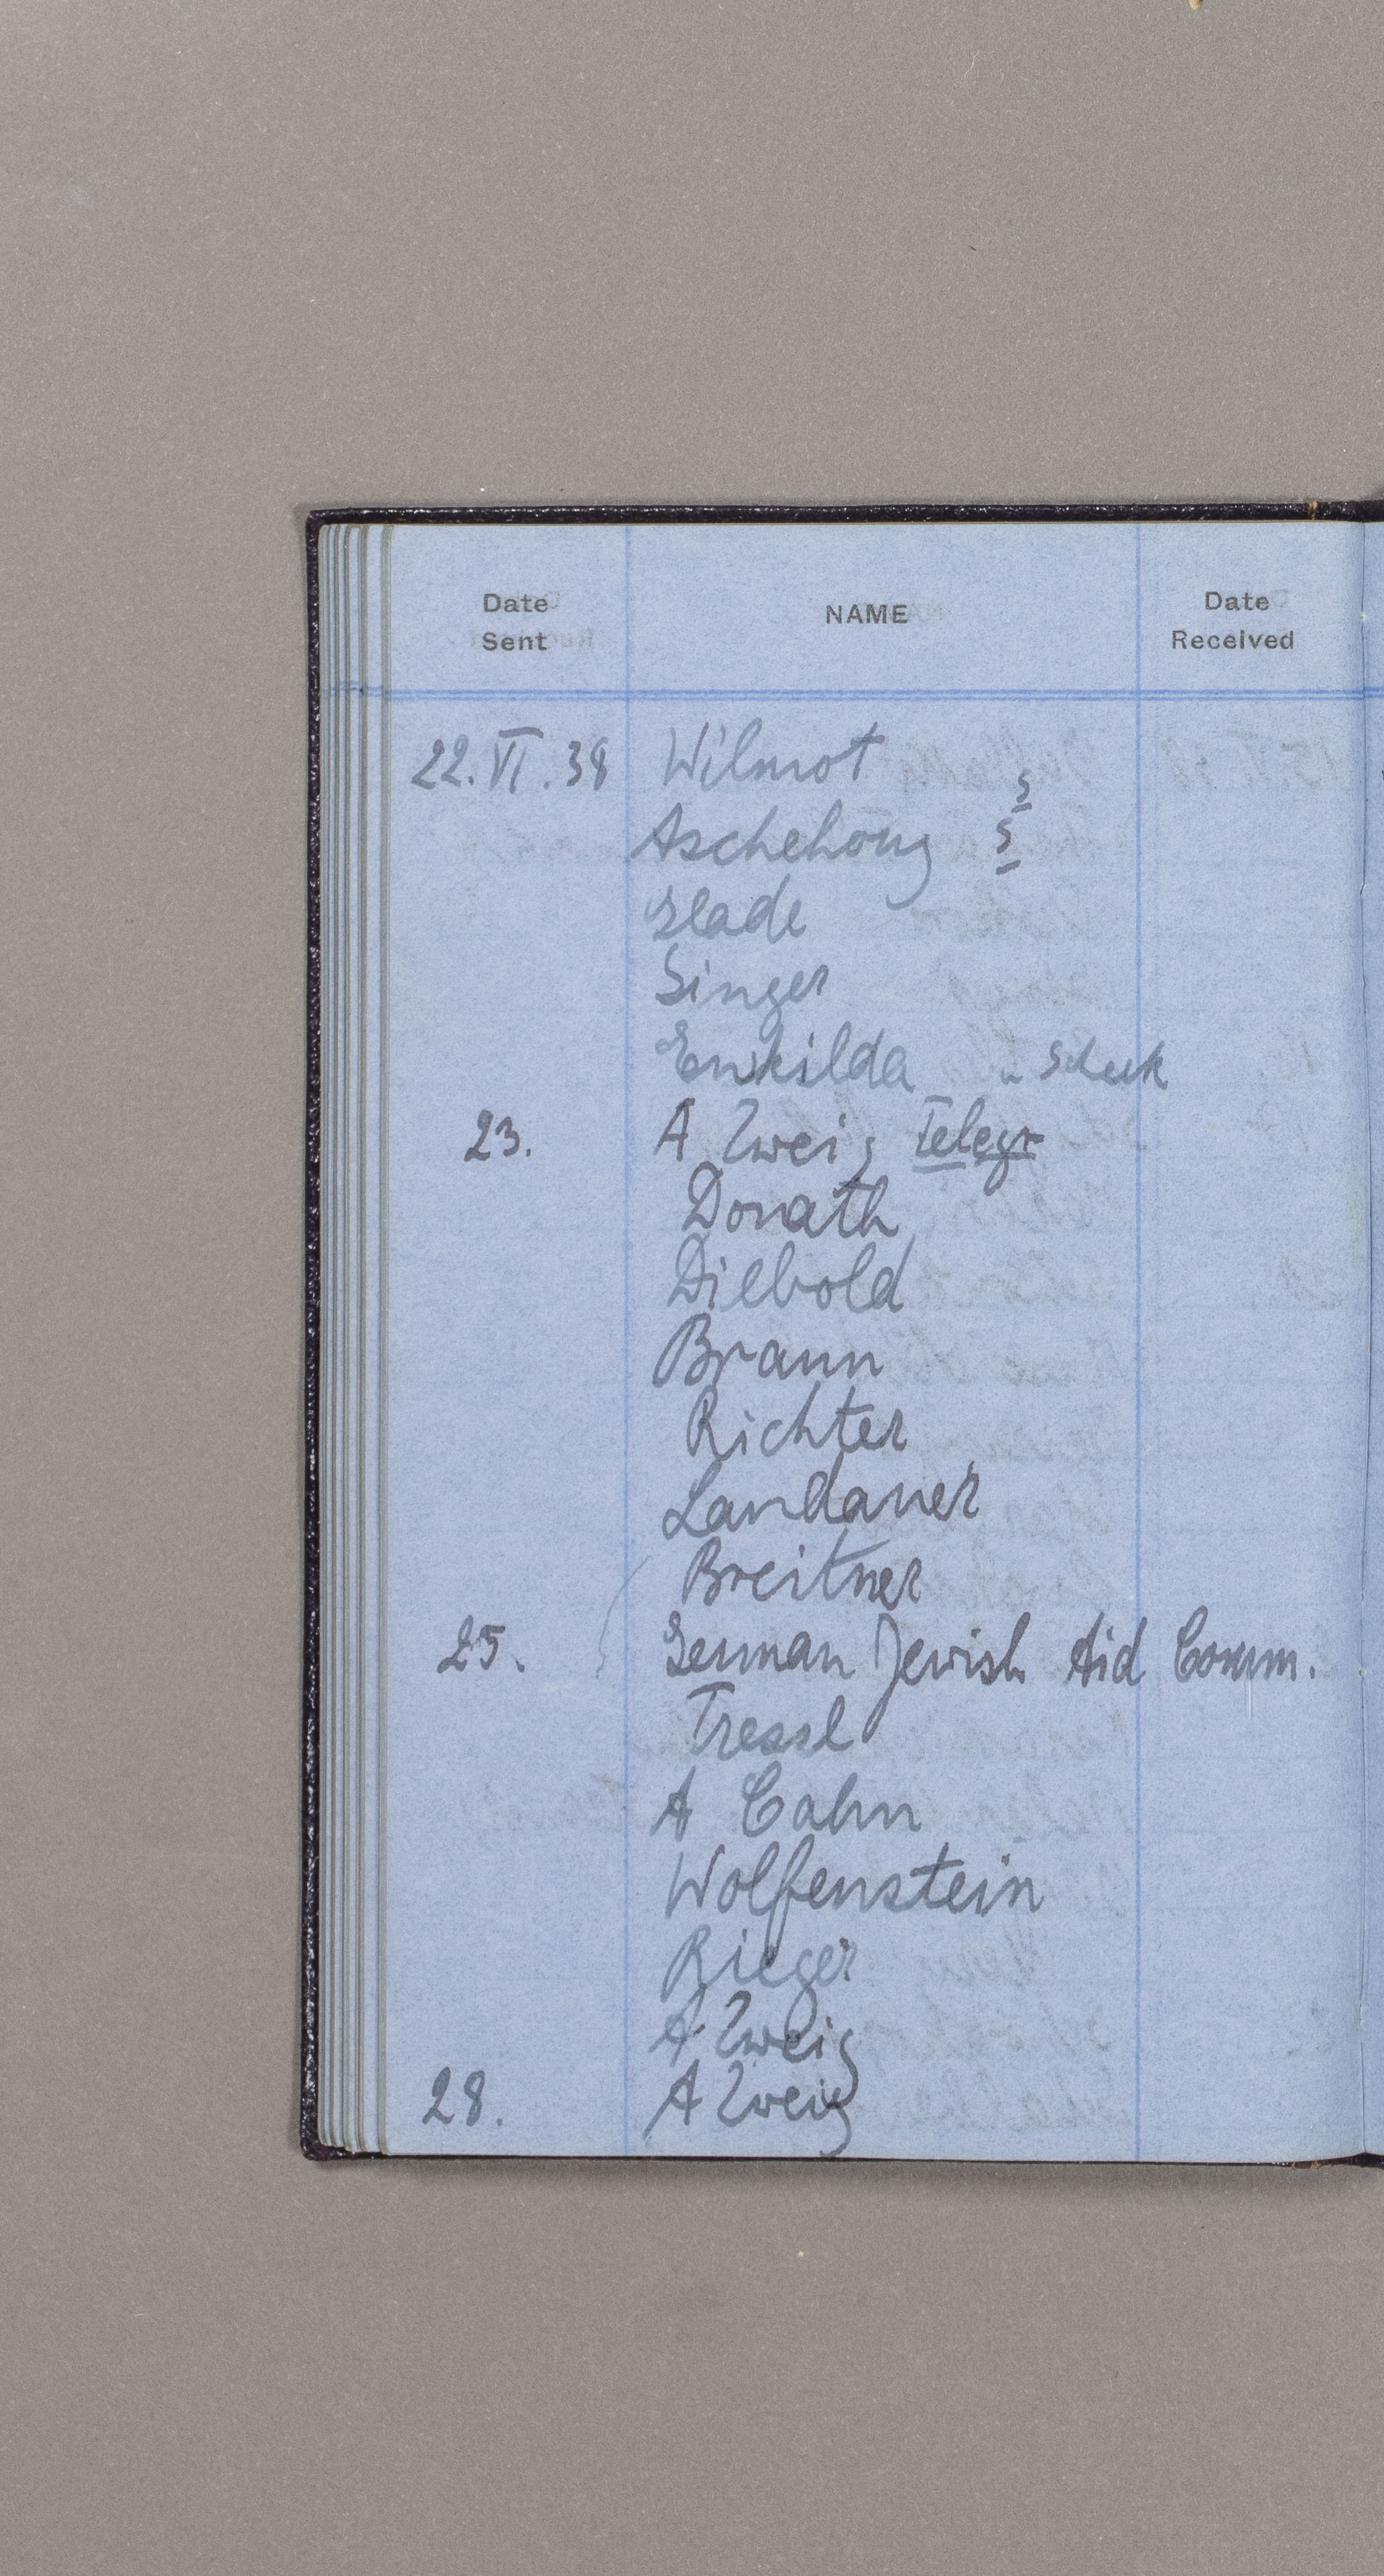 Date Sent NAME Date Received
22. VI. 38 Wilmot S
Aschehoug S
Slade
Singer
Enskilda " Scheck
23. A Zweig Telegr
Donath
Diebold
Braun
Richter
Landauer
Breitner
25. German Jewish Aid Comm.
Tressl
A Cahn
Wolfenstein
Rieger
A Zweig
28. A Zweig